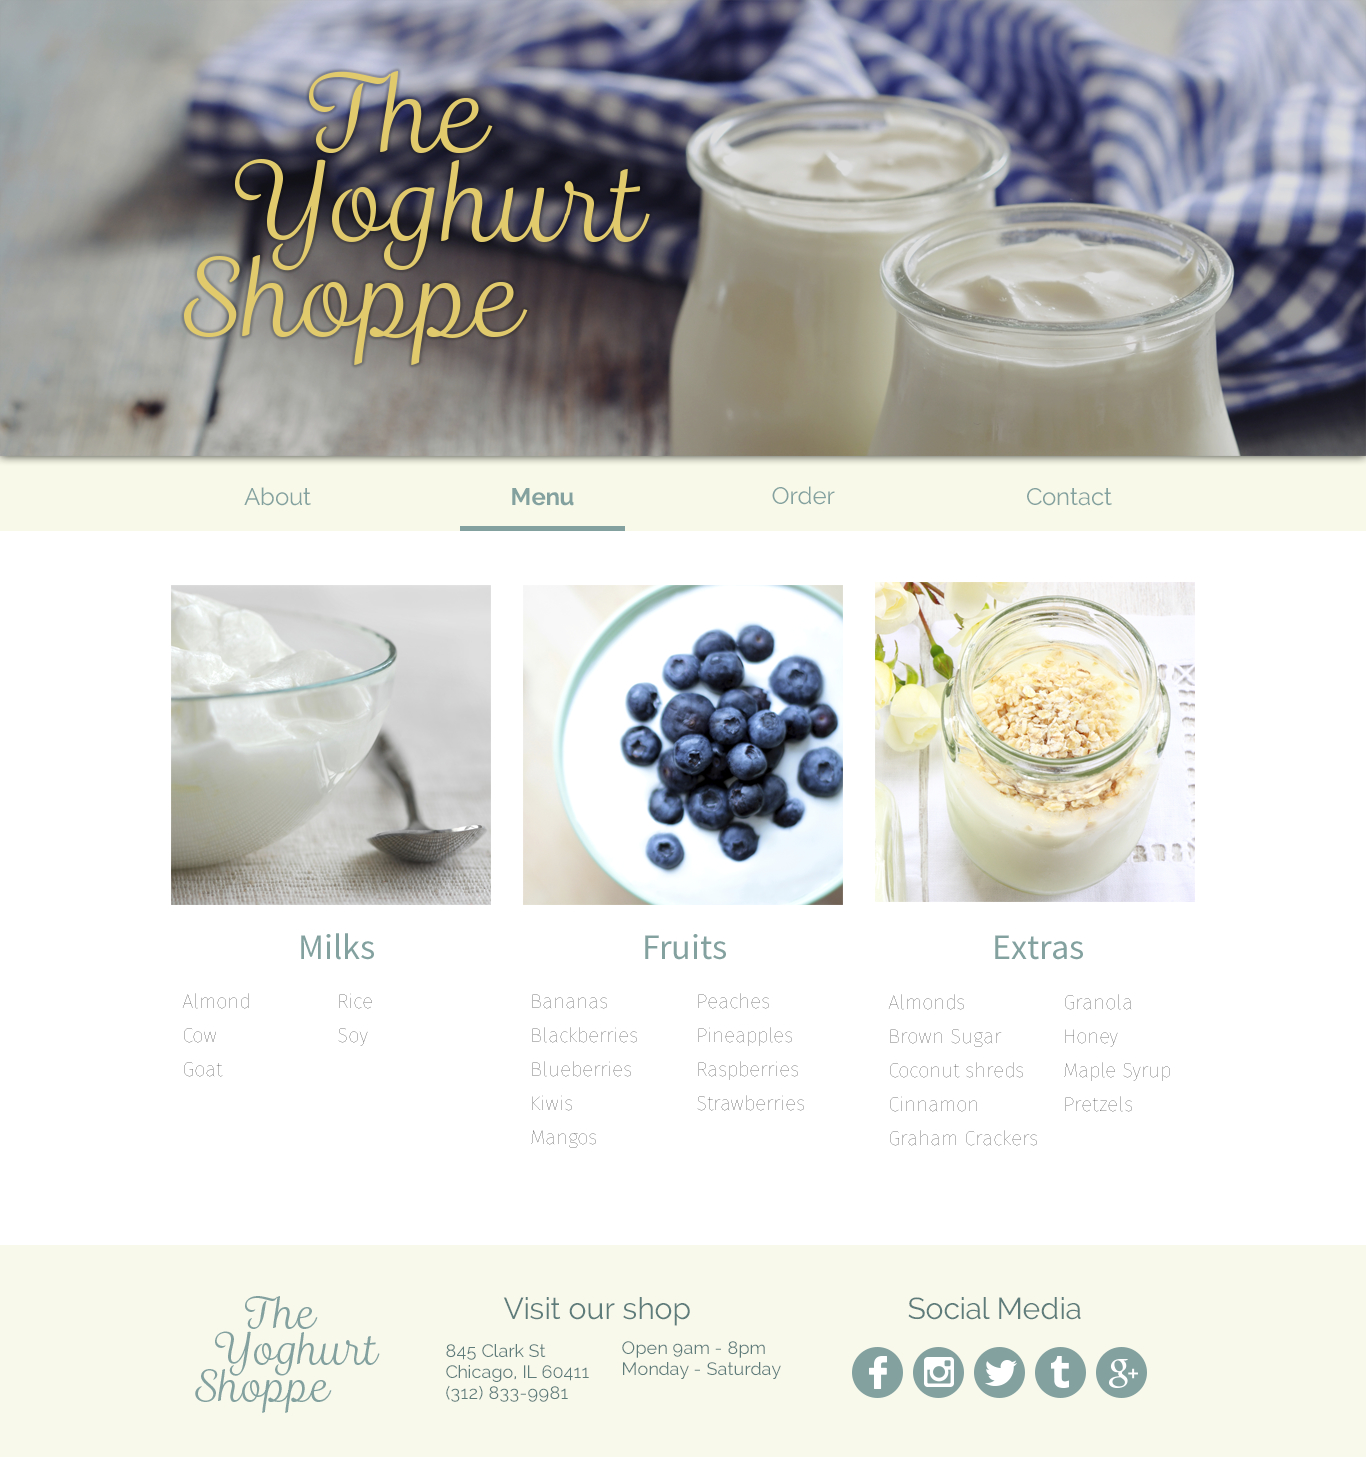 The
Yoghurt
Shoppe
About
Menu
Order
Contact
Milks
Almond
Cow
Goat
Rice
Soy
Fruits
Bananas
Blackberries
Blueberries
Kiwis
Mangos
Peaches
Pineapples
Raspberries
Strawberries
Extras
Almonds
Brown Sugar
Coconut shreds
Cinnamon
Graham Crackers
Granola
Honey
Maple Syrup
Pretzels
The
Yoghurt
Shoppe
Visit our shop
845 Clark St
Chicago, IL 60411
(312) 833-9981
Open 9am - 8pm
Monday - Saturday
Social Media
f
t
g+